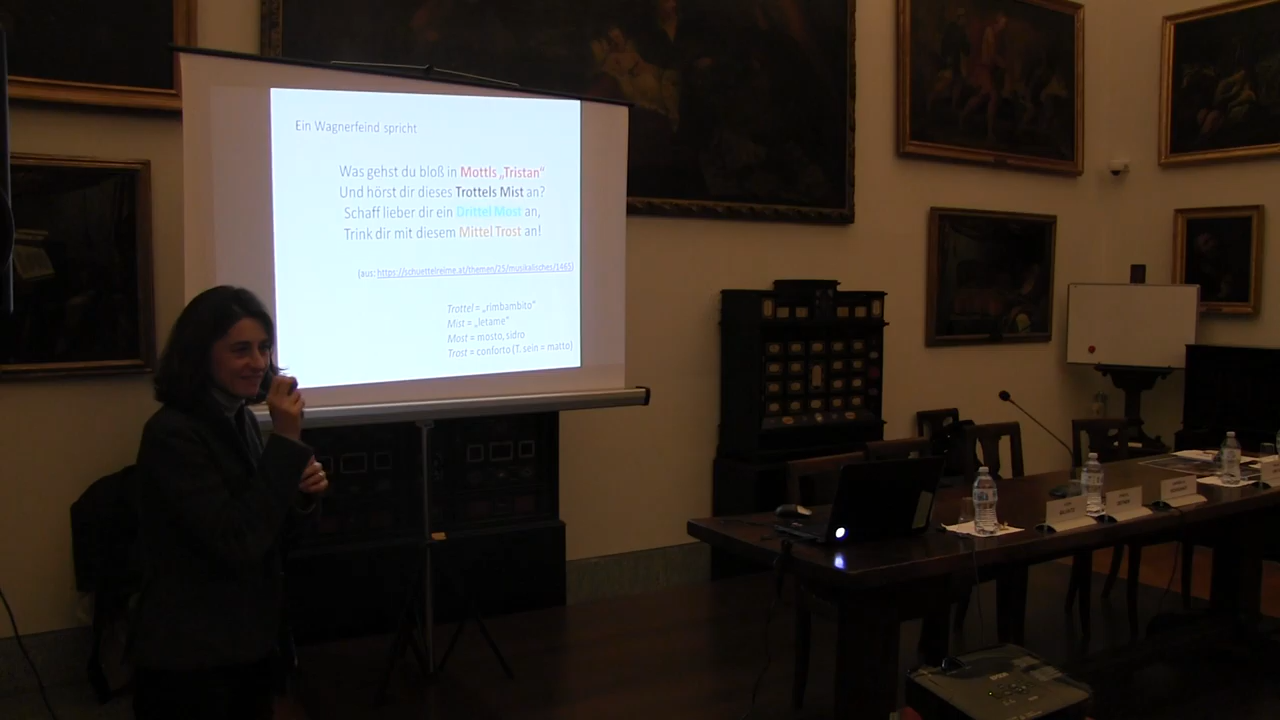 Ein Wagnerfeind spricht
Was gehst du bloß in Mottls „Tristan“
Und hörst dir dieses Trottels Mist an?
Schaff lieber dir ein Drittel Most an,
Trink dir mit diesem Mittel Trost an!
(aus: https://schuettelreime.at/themen/25/musikalisches/1465)
Trottel = „rimbambito“
Mist = „letame“
Most = mosto, sidro
Trost = conforto (T. sein = matto)